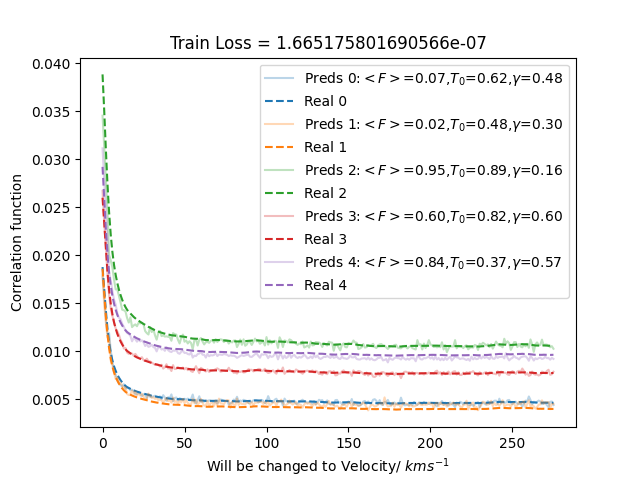 Train Loss = 1.665175801690566e-07
Correlation function
0.040
0.035
0.030
0.025
0.020
0.015
0.010
0.005
Preds 0: <F>=0.07,T₀=0.62,γ=0.48
Real 0
Preds 1: <F>=0.02,T₀=0.48,γ=0.30
Real 1
Preds 2: <F>=0.95,T₀=0.89,γ=0.16
Real 2
Preds 3: <F>=0.60,T₀=0.82,γ=0.60
Real 3
Preds 4: <F>=0.84,T₀=0.37,γ=0.57
Real 4
0 50 100 150 200 250
Will be changed to Velocity/ kms⁻¹